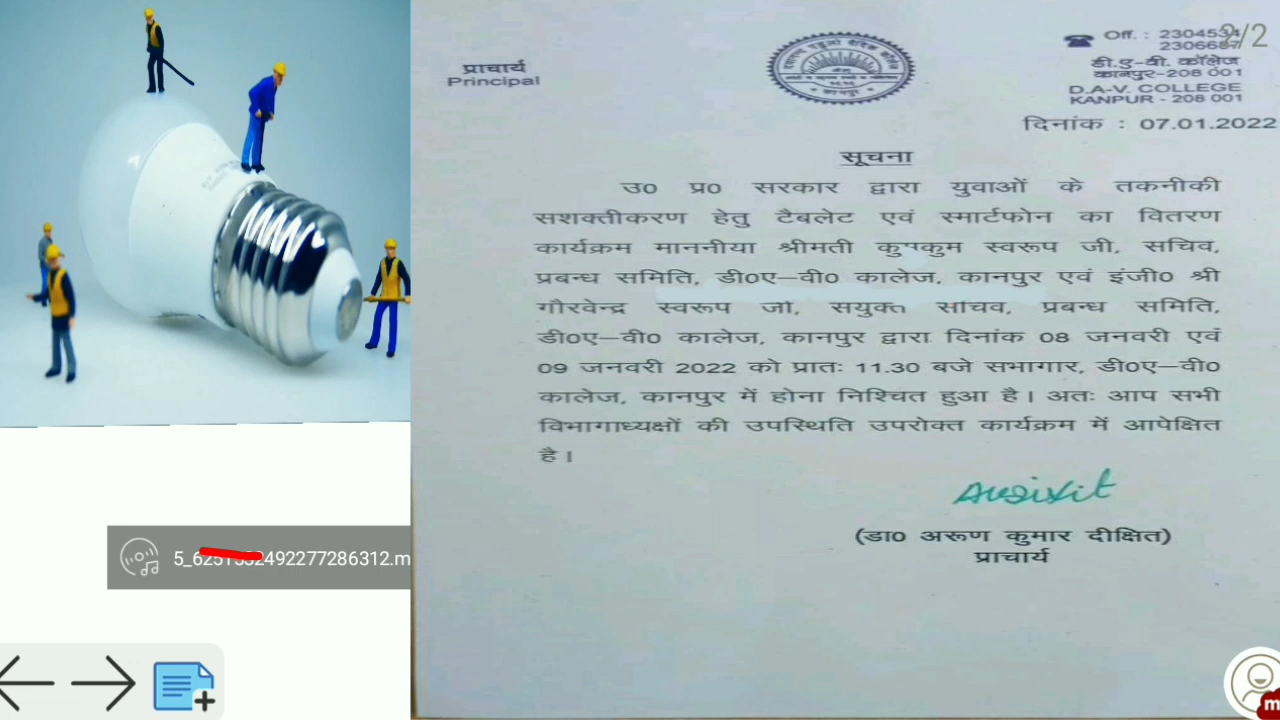 2/2
प्राचार्य
Principal
Off. : 2304534
डी.ए-वी. कॉलेज
कानपुर-208 001
D.A-V. COLLEGE
KANPUR - 208 001
दिनांक : 07.01.2022
सूचना
उ0 प्र0 सरकार द्वारा युवाओं के तकनीकी
सशक्तीकरण हेतु टैबलेट एवं स्मार्टफोन का वितरण
कार्यक्रम माननीया श्रीमती कुमकुम स्वरूप जी, सचिव,
प्रबन्ध समिति, डी0ए–वी0 कालेज, कानपुर एवं इंजी0 श्री
गौरवेन्द्र स्वरूप जी, सयुक्त सचिव, प्रबन्ध समिति,
डी0ए–वी0 कालेज, कानपुर द्वारा दिनांक 08 जनवरी एवं
09 जनवरी 2022 को प्रातः 11.30 बजे सभागार, डी0ए–वी0
कालेज, कानपुर में होना निश्चित हुआ है। अतः आप सभी
विभागाध्यक्षों की उपस्थिति उपरोक्त कार्यक्रम में आपेक्षित
है।
(डा0 अरूण कुमार दीक्षित)
प्राचार्य
m